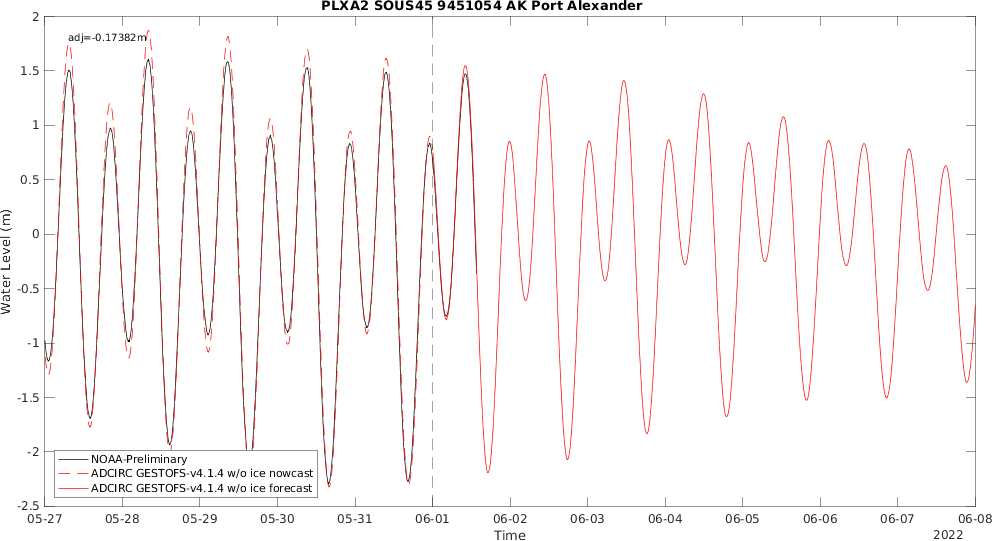 PLXA2 SOUS45 9451054 AK Port Alexander
adj=-0.17382m
2
1.5
1
0.5
0
-0.5
-1
-1.5
-2
-2.5
Water Level (m)
NOAA-Preliminary
ADCIRC GESTOFS-v4.1.4 w/o ice nowcast
ADCIRC GESTOFS-v4.1.4 w/o ice forecast
05-27 05-28 05-29 05-30 05-31 06-01 06-02 06-03 06-04 06-05 06-06 06-07 06-08
Time
2022